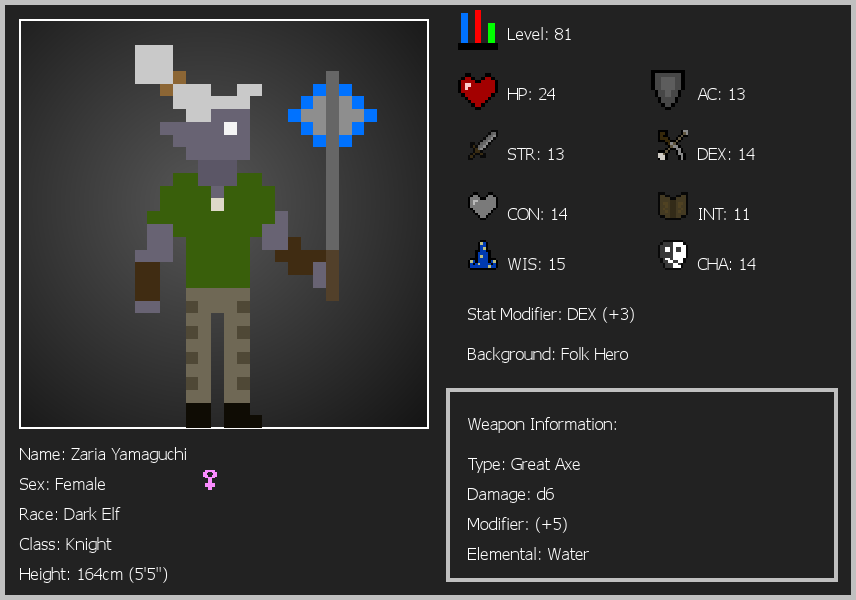 Level: 81
HP: 24
AC: 13
STR: 13
DEX: 14
CON: 14
INT: 11
WIS: 15
CHA: 14
Stat Modifier: DEX (+3)
Background: Folk Hero
Weapon Information:
Type: Great Axe
Damage: d6
Modifier: (+5)
Elemental: Water
Name: Zaria Yamaguchi
Sex: Female
Race: Dark Elf
Class: Knight
Height: 164cm (5'5")